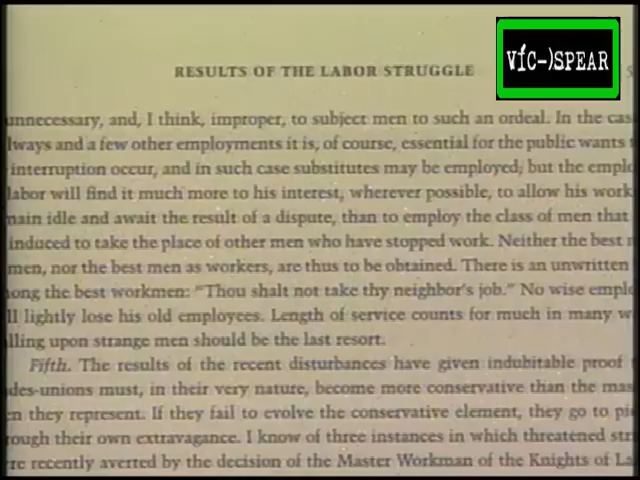 VíC-)SPEAR
RESULTS OF THE LABOR STRUGGLE 5
unnecessary, and, I think, improper, to subject men to such an ordeal. In the cas
lways and a few other employments it is, of course, essential for the public wants
interruption occur, and in such case substitutes may be employed; but the emplo
labor will find it much more to his interest, wherever possible, to allow his work
main idle and await the result of a dispute, than to employ the class of men that
induced to take the place of other men who have stopped work. Neither the best
men, nor the best men as workers, are thus to be obtained. There is an unwritten
ong the best workmen: "Thou shalt not take thy neighbor's job." No wise emplo
ll lightly lose his old employees. Length of service counts for much in many w
lling upon strange men should be the last resort.
Fifth. The results of the recent disturbances have given indubitable proof
des-unions must, in their very nature, become more conservative than the mas
en they represent. If they fail to evolve the conservative element, they go to pi
rough their own extravagance. I know of three instances in which threatened stri
re recently averted by the decision of the Master Workman of the Knights of La